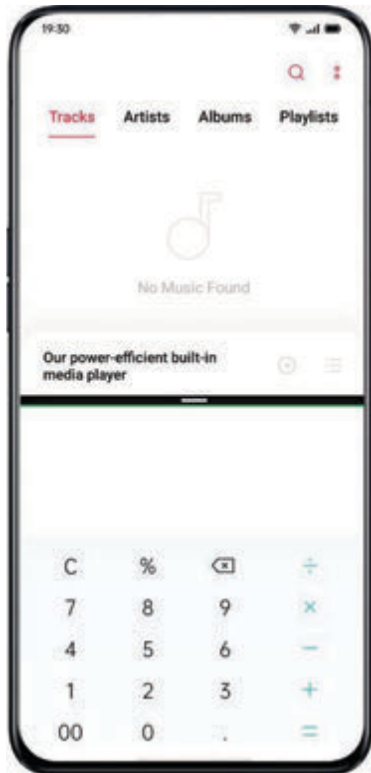 19:30
Tracks Artists Albums Playlists
No Music Found
Our power-efficient built-in
media player
C % ÷
7 8 9 ×
4 5 6 −
1 2 3 +
00 0 . =